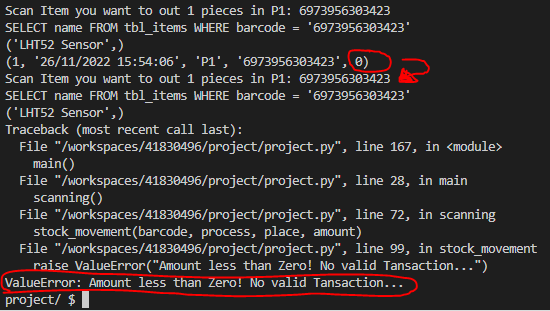 Scan Item you want to out 1 pieces in P1: 6973956303423
SELECT name FROM tbl_items WHERE barcode = '6973956303423'
('LHT52 Sensor',)
(1, '26/11/2022 15:54:06', 'P1', '6973956303423', 0)
Scan Item you want to out 1 pieces in P1: 6973956303423
SELECT name FROM tbl_items WHERE barcode = '6973956303423'
('LHT52 Sensor',)
Traceback (most recent call last):
  File "/workspaces/41830496/project/project.py", line 167, in <module>
    main()
  File "/workspaces/41830496/project/project.py", line 28, in main
    scanning()
  File "/workspaces/41830496/project/project.py", line 72, in scanning
    stock_movement(barcode, process, place, amount)
  File "/workspaces/41830496/project/project.py", line 99, in stock_movement
    raise ValueError("Amount less than Zero! No valid Tansaction...")
ValueError: Amount less than Zero! No valid Tansaction...
project/ $